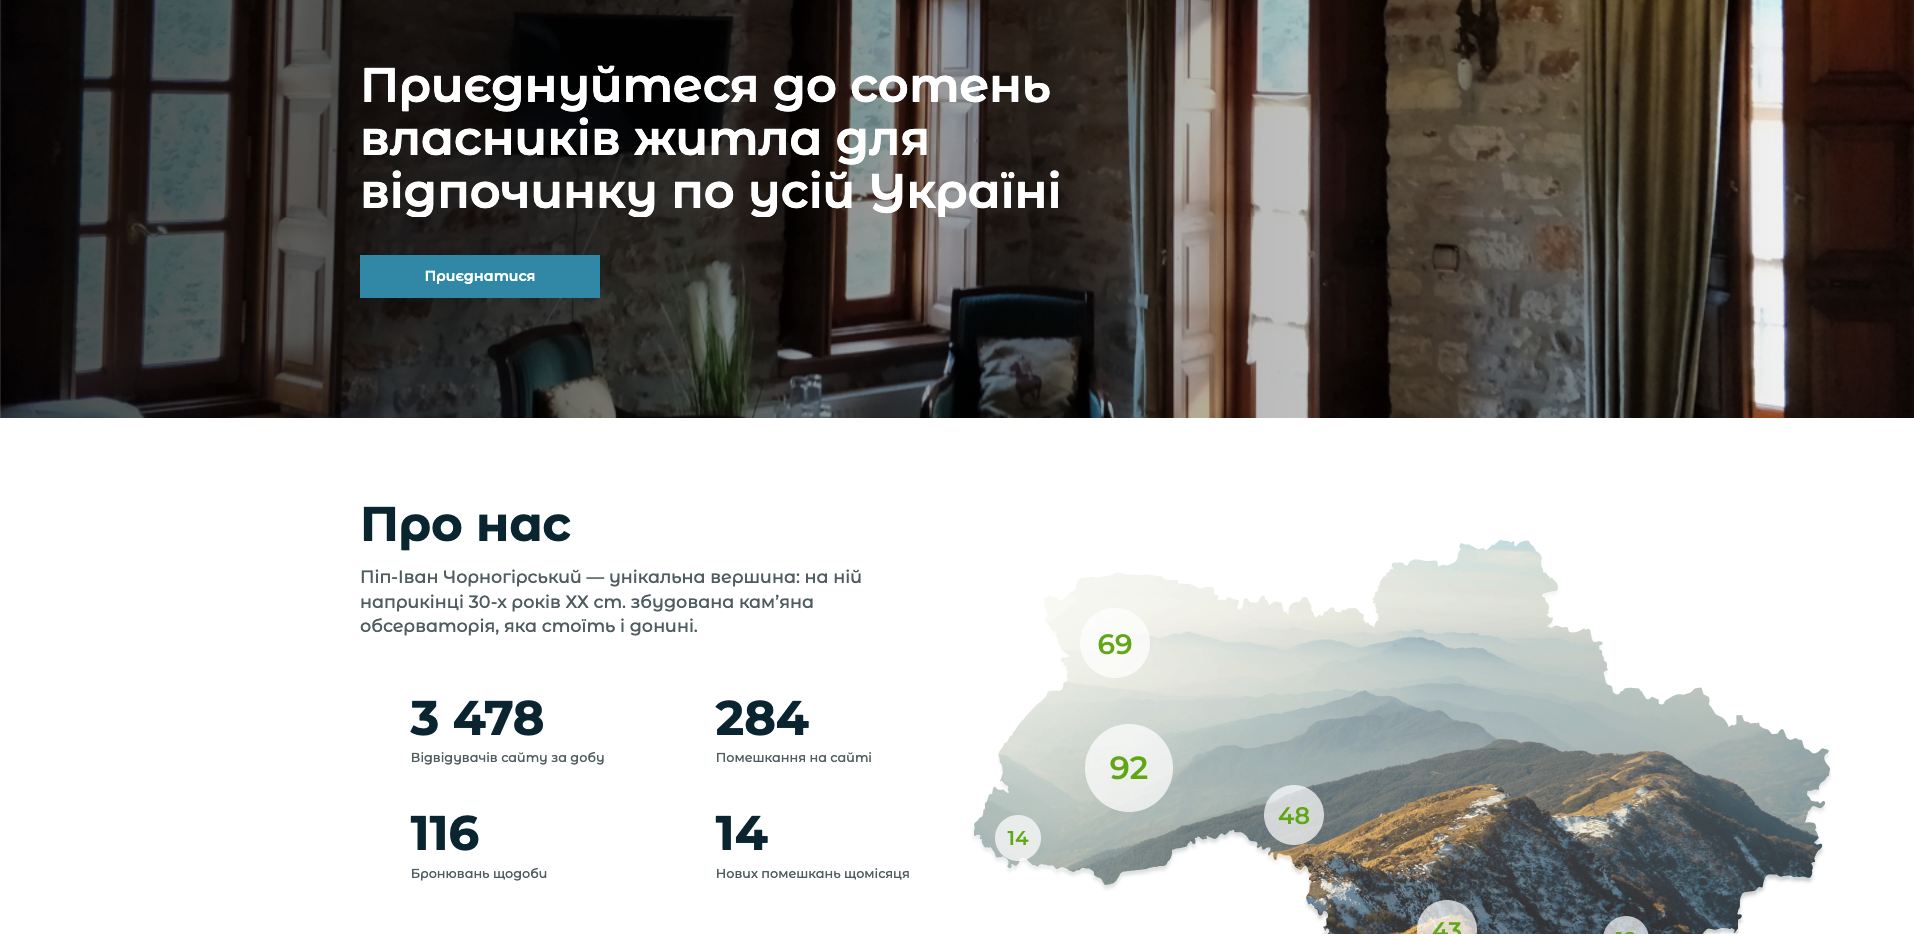 Приєднуйтеся до сотень
власників житла для
відпочинку по усій Україні
Приєднатися
Про нас
Піп-Іван Чорногірський — унікальна вершина: на ній
наприкінці 30-х років XX ст. збудована кам’яна
обсерваторія, яка стоїть і донині.
3 478
Відвідувачів сайту за добу
284
Помешкання на сайті
116
Бронювань щодоби
14
Нових помешкань щомісяця
69
92
48
14
43